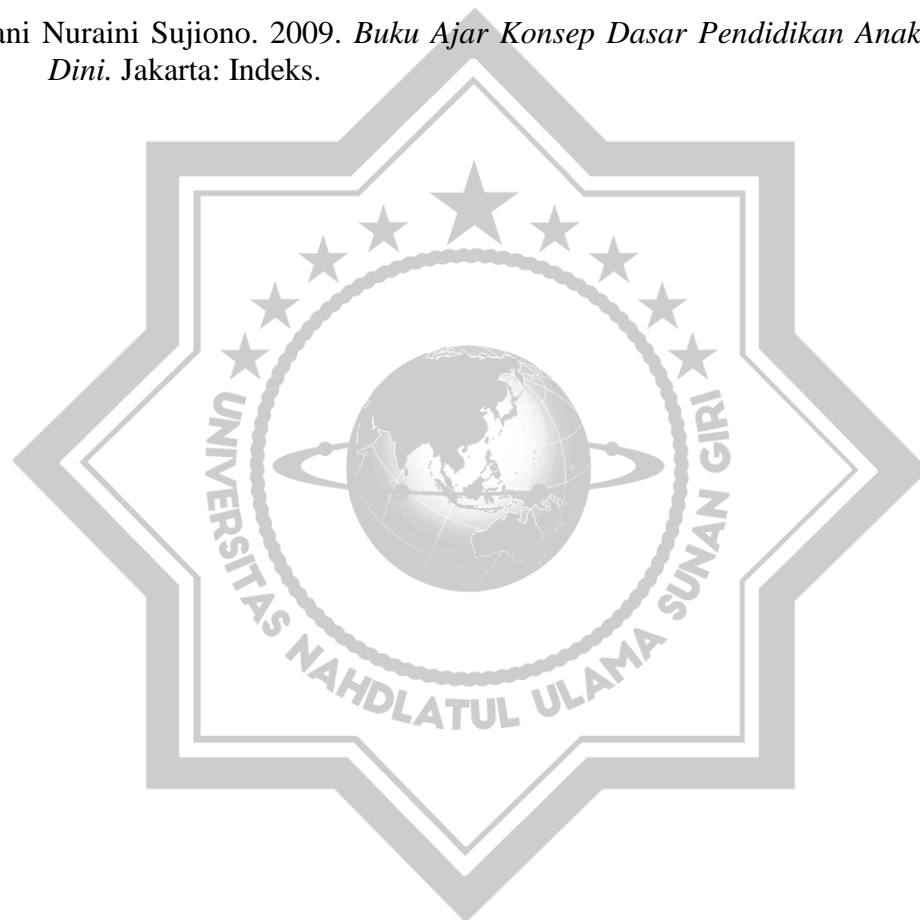 ani Nuraini Sujiono. 2009. Buku Ajar Konsep Dasar Pendidikan Anak
Dini. Jakarta: Indeks.
UNIVERSITAS NAHDLATUL ULAMA SUNAN GIRI